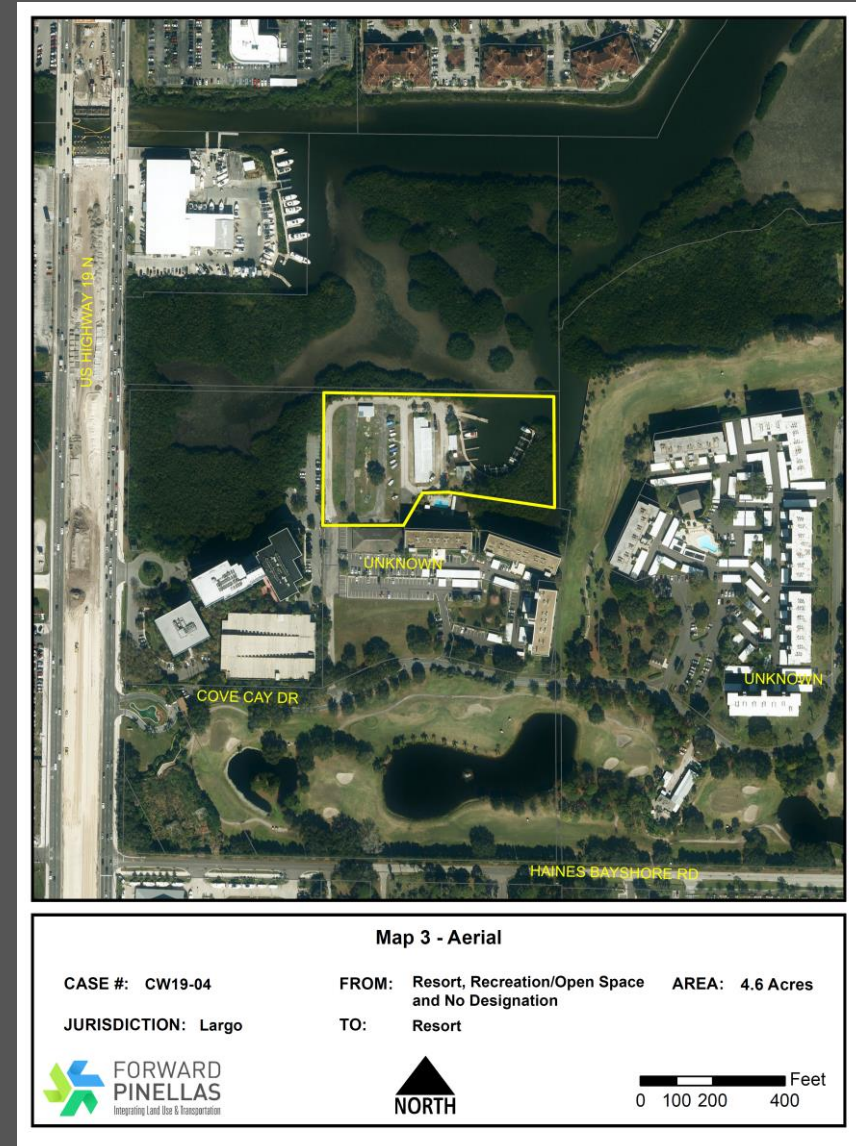 US HIGHWAY 19 N
UNKNOWN
UNKNOWN
COVE CAY DR
HAINES BAYSHORE RD
Map 3 - Aerial
CASE #: CW19-04
FROM: Resort, Recreation/Open Space and No Designation
AREA: 4.6 Acres
JURISDICTION: Largo
TO: Resort
FORWARD
PINELLAS
Integrating Land Use & Transportation
NORTH
Feet
0 100 200 400